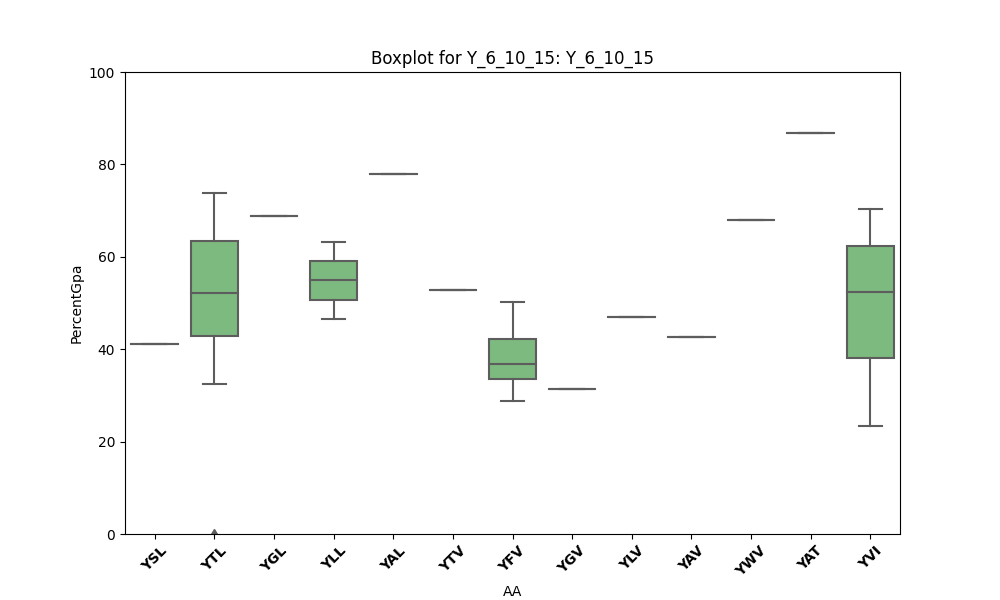 Boxplot for Y_6_10_15: Y_6_10_15
100
80
60
40
20
0
PercentGpa
YSL YTL YGL YLL YAL YTV YFV YGV YLV YAV YWV YAT YVI
AA